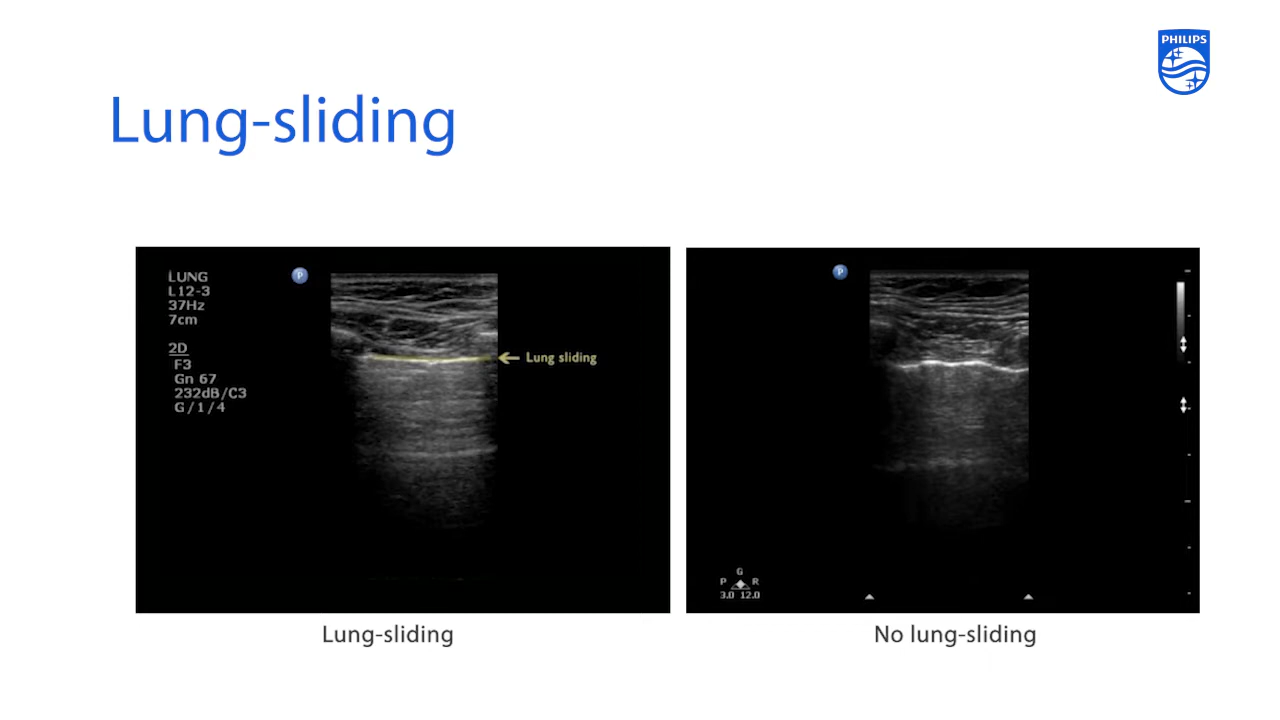 PHILIPS
Lung-sliding
LUNG
L12-3
37Hz
7cm
2D
F3
Gn 67
232dB/C3
G/1/4
P
Lung sliding
P
G
P R
3.0 12.0
Lung-sliding
No lung-sliding